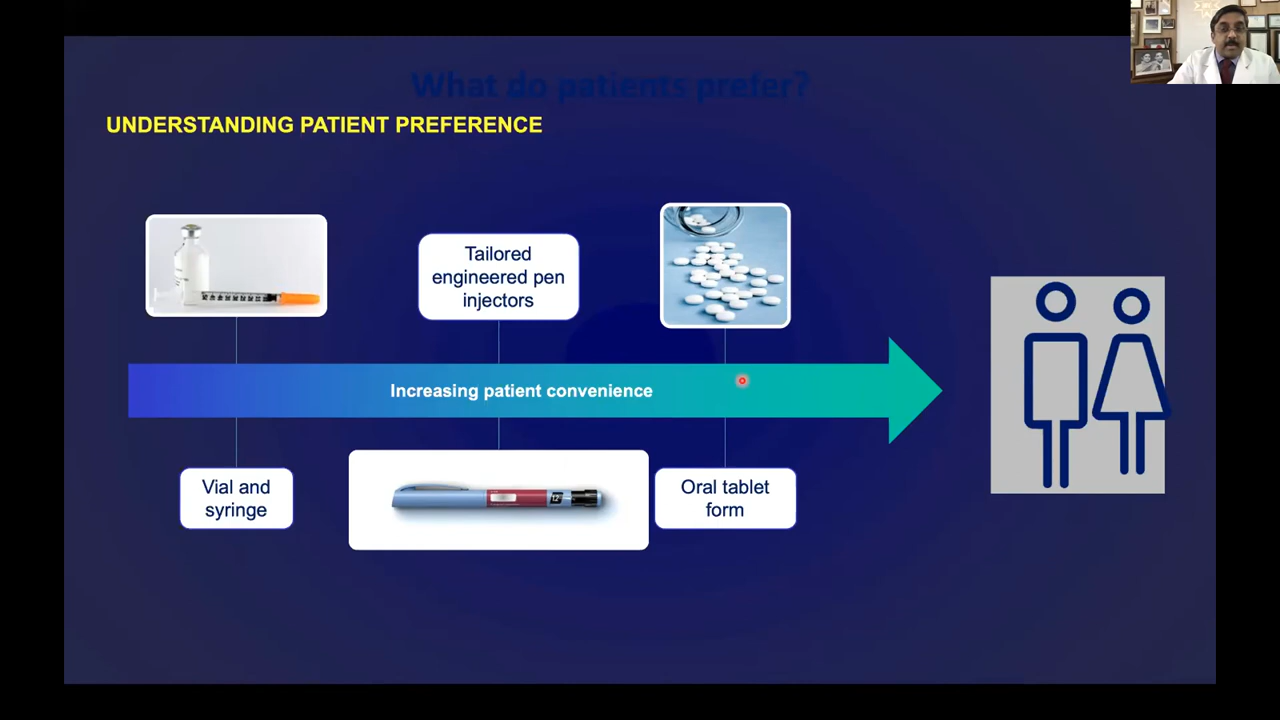 What do patients prefer?
UNDERSTANDING PATIENT PREFERENCE
Tailored
engineered pen
injectors
Increasing patient convenience
Vial and
syringe
12
Oral tablet
form